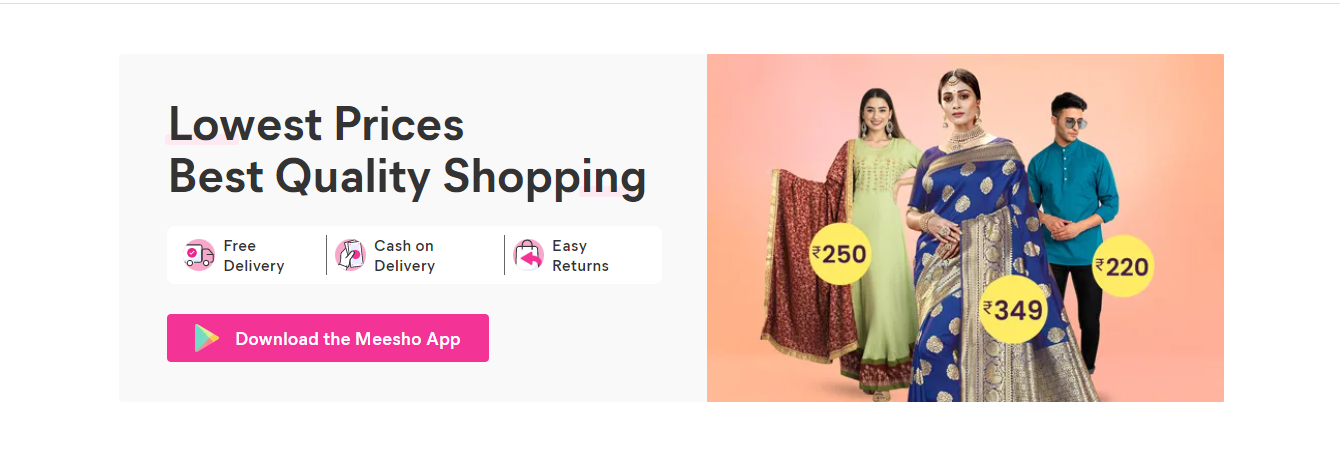 Lowest Prices
Best Quality Shopping
Free
Delivery
Cash on
Delivery
Easy
Returns
Download the Meesho App
₹250
₹349
₹220